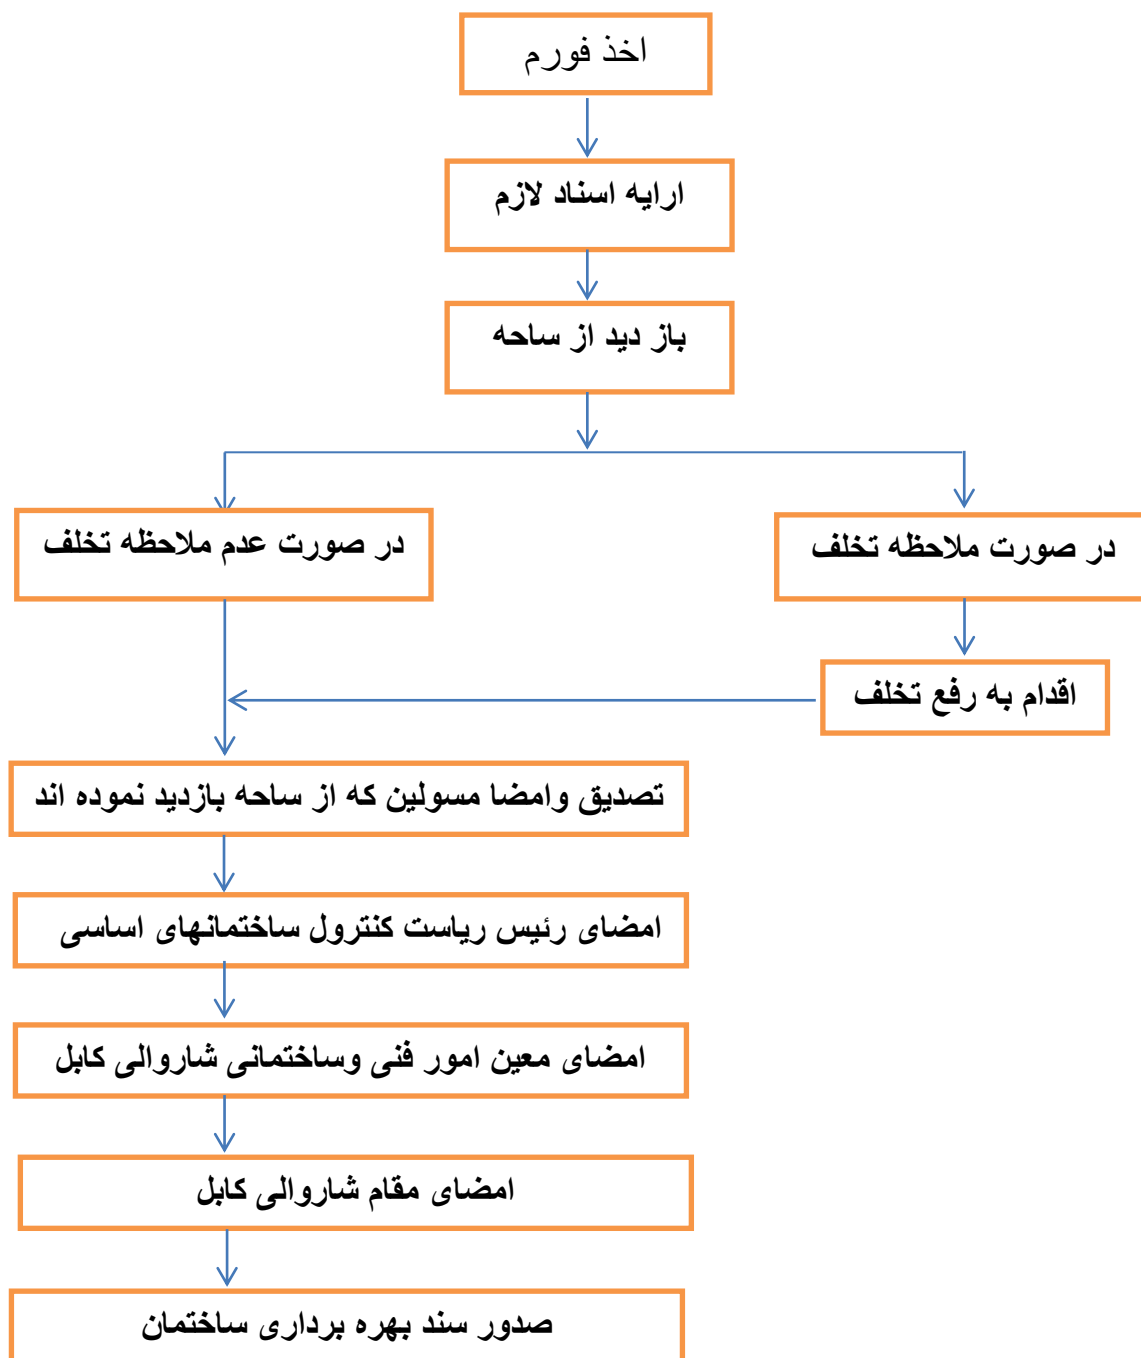 اخذ فورم
ارایه اسناد لازم
باز دید از ساحه
در صورت ملاحظه تخلف
در صورت عدم ملاحظه تخلف
اقدام به رفع تخلف
تصدیق وامضا مسولین که از ساحه بازدید نموده اند
امضای رئیس ریاست کنترول ساختمانهای اساسی
امضای معین امور فنی وساختمانی شاروالی کابل
امضای مقام شاروالی کابل
صدور سند بهره برداری ساختمان